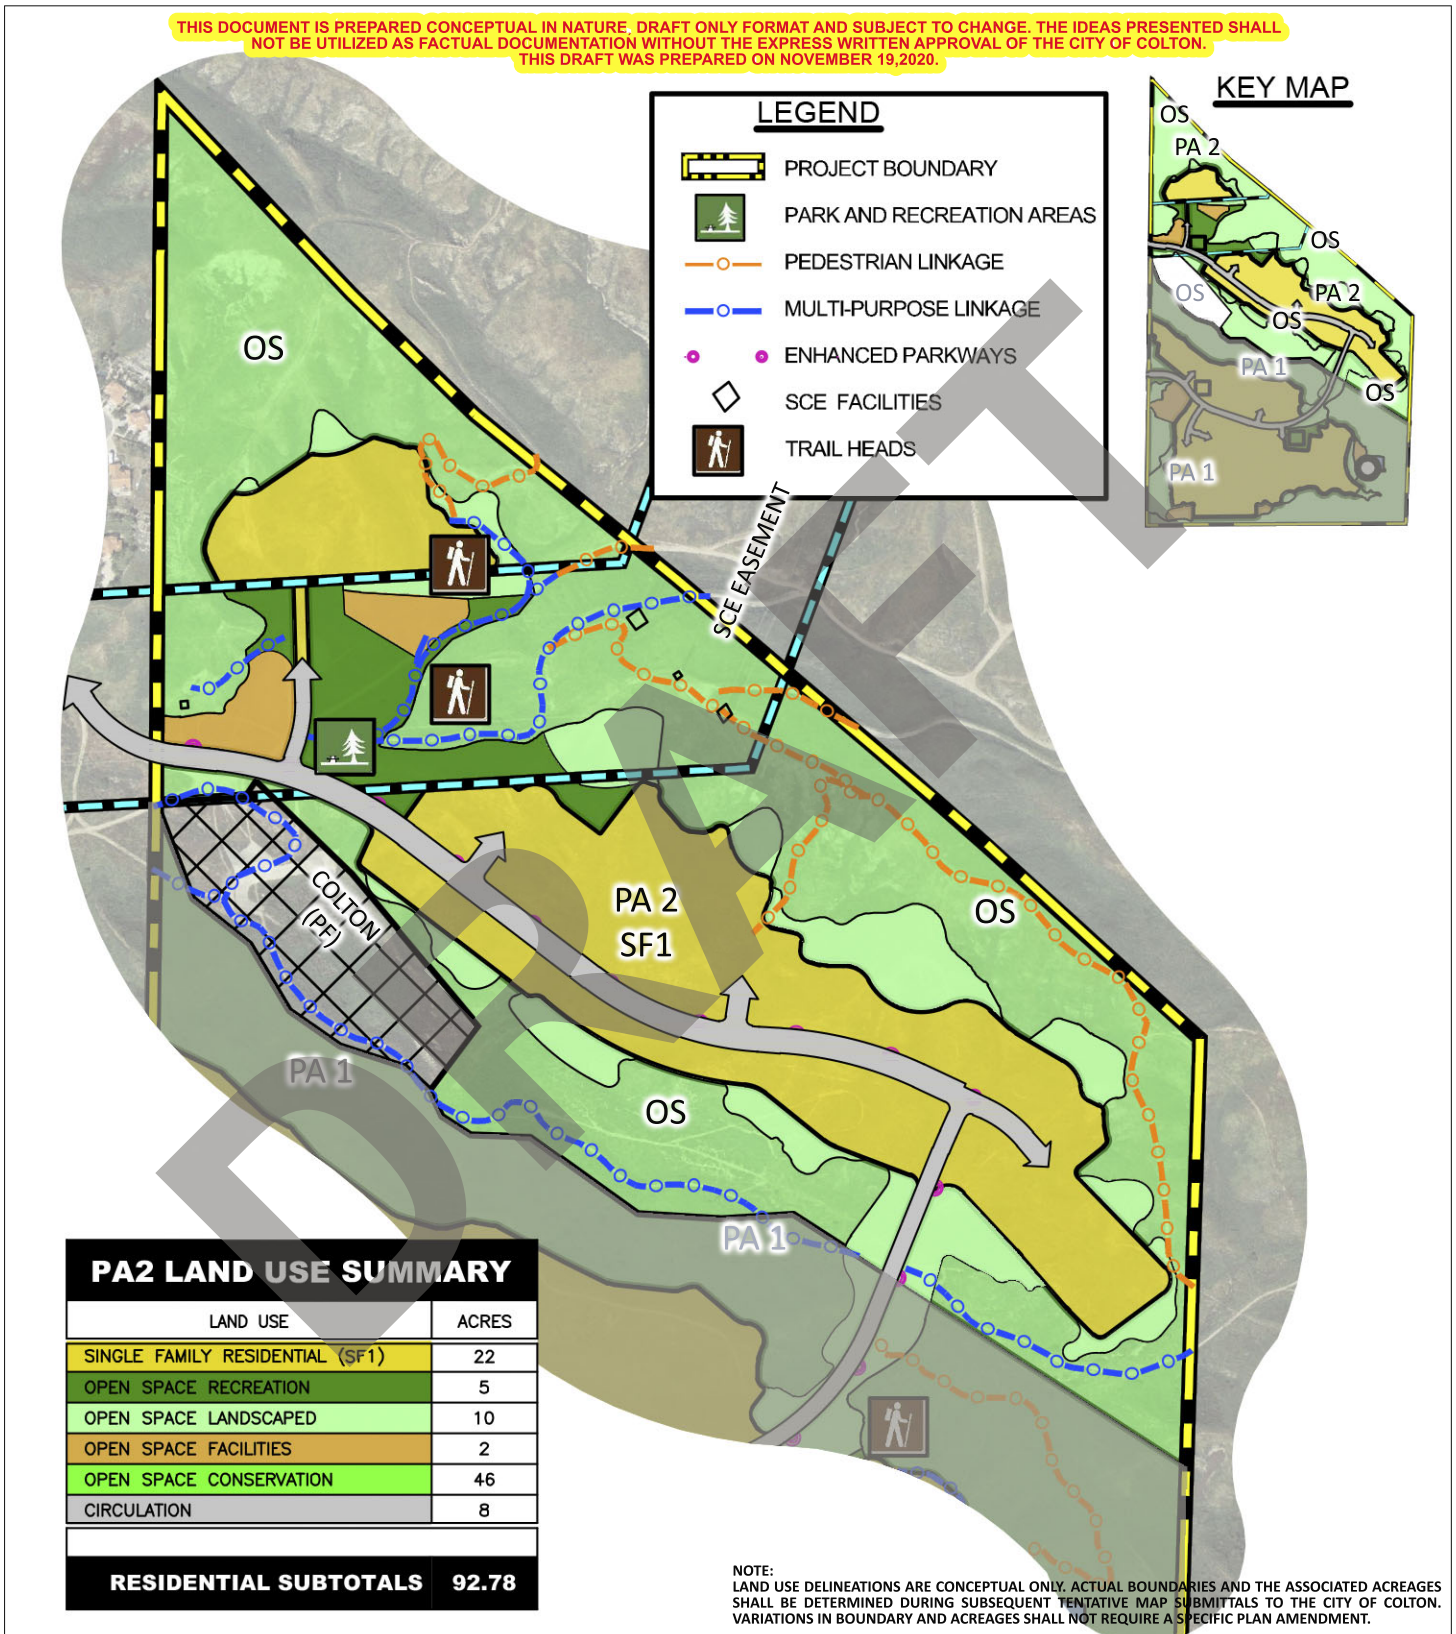 THIS DOCUMENT IS PREPARED CONCEPTUAL IN NATURE, DRAFT ONLY FORMAT AND SUBJECT TO CHANGE. THE IDEAS PRESENTED SHALL
NOT BE UTILIZED AS FACTUAL DOCUMENTATION WITHOUT THE EXPRESS WRITTEN APPROVAL OF THE CITY OF COLTON.
THIS DRAFT WAS PREPARED ON NOVEMBER 19,2020.
LEGEND
PROJECT BOUNDARY
PARK AND RECREATION AREAS
PEDESTRIAN LINKAGE
MULTI-PURPOSE LINKAGE
ENHANCED PARKWAYS
SCE FACILITIES
TRAIL HEADS
KEY MAP
OS
PA 2
OS
PA 2
OS
OS
PA 1
OS
PA 1
OS
SCE EASEMENT
COLTON
(PF)
PA 2
SF1
OS
PA 1
OS
PA 1
DRAFT
PA2 LAND USE SUMMARY
LAND USE ACRES
SINGLE FAMILY RESIDENTIAL (SF1) 22
OPEN SPACE RECREATION 5
OPEN SPACE LANDSCAPED 10
OPEN SPACE FACILITIES 2
OPEN SPACE CONSERVATION 46
CIRCULATION 8
RESIDENTIAL SUBTOTALS 92.78
NOTE:
LAND USE DELINEATIONS ARE CONCEPTUAL ONLY. ACTUAL BOUNDARIES AND THE ASSOCIATED ACREAGES
SHALL BE DETERMINED DURING SUBSEQUENT TENTATIVE MAP SUBMITTALS TO THE CITY OF COLTON.
VARIATIONS IN BOUNDARY AND ACREAGES SHALL NOT REQUIRE A SPECIFIC PLAN AMENDMENT.